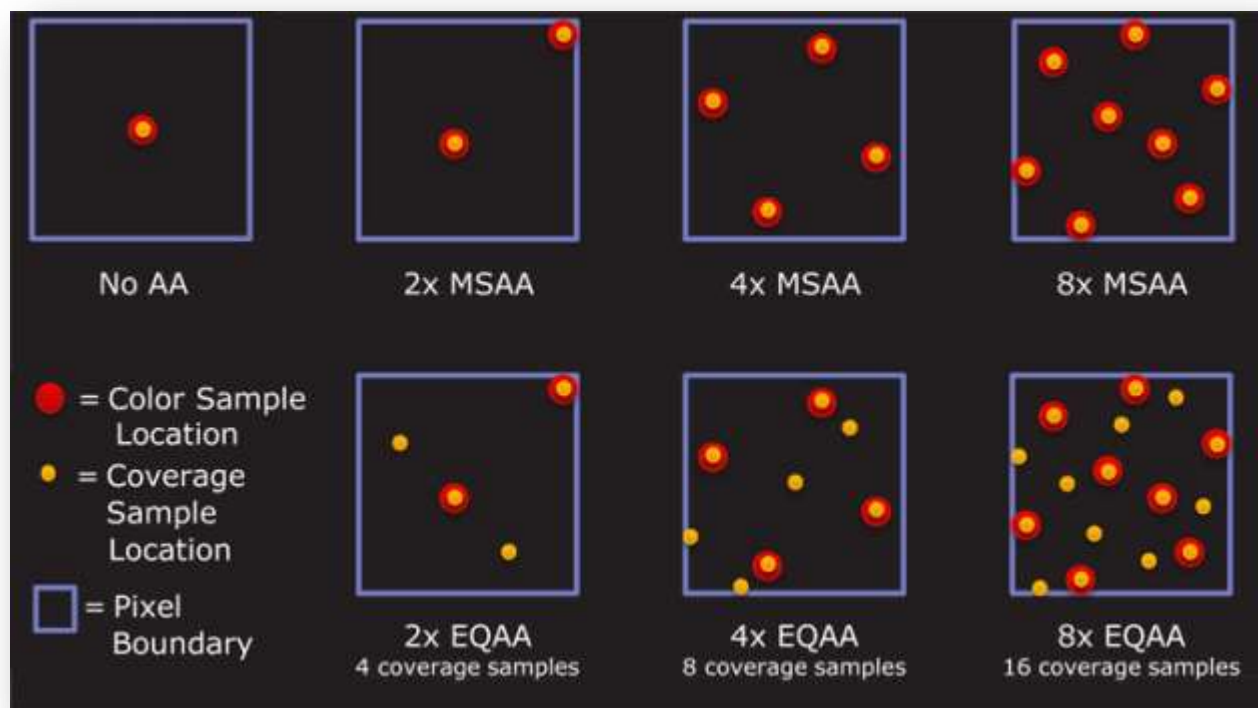 No AA
2x MSAA
4x MSAA
8x MSAA
= Color Sample
Location
= Coverage
Sample
Location
= Pixel
Boundary
2x EQAA
4 coverage samples
4x EQAA
8 coverage samples
8x EQAA
16 coverage samples